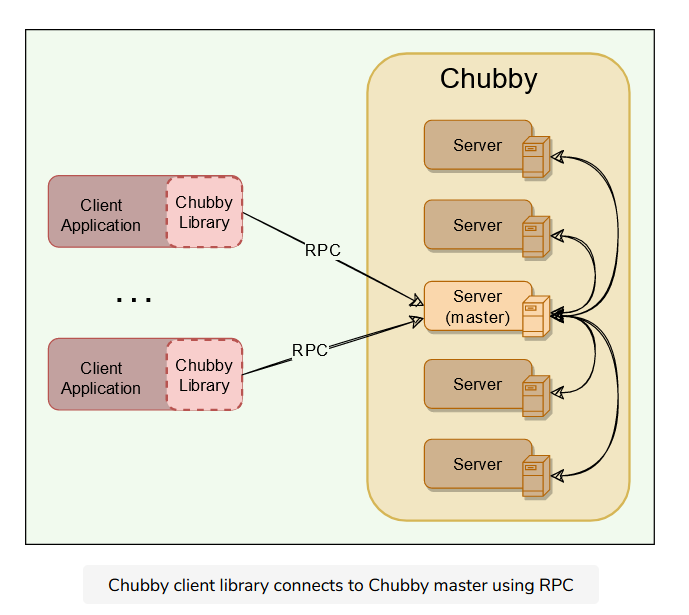 Chubby
Server
Client
Application
Chubby
Library
Server
RPC
Server
(master)
...
RPC
Client
Application
Chubby
Library
Server
Server
Chubby client library connects to Chubby master using RPC